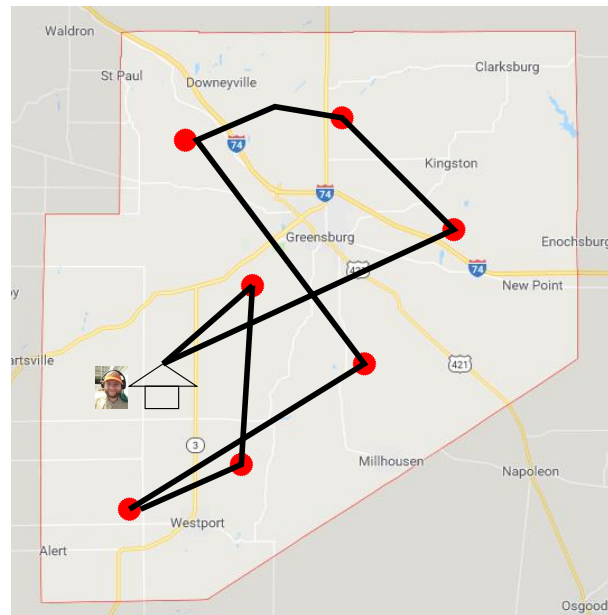 Waldron
St Paul
Downeyville
Clarksburg
74
Kingston
74
Greensburg
Enochsburg
421
74
New Point
artsville
421
3
Millhousen
Napoleon
Westport
Alert
Osgood